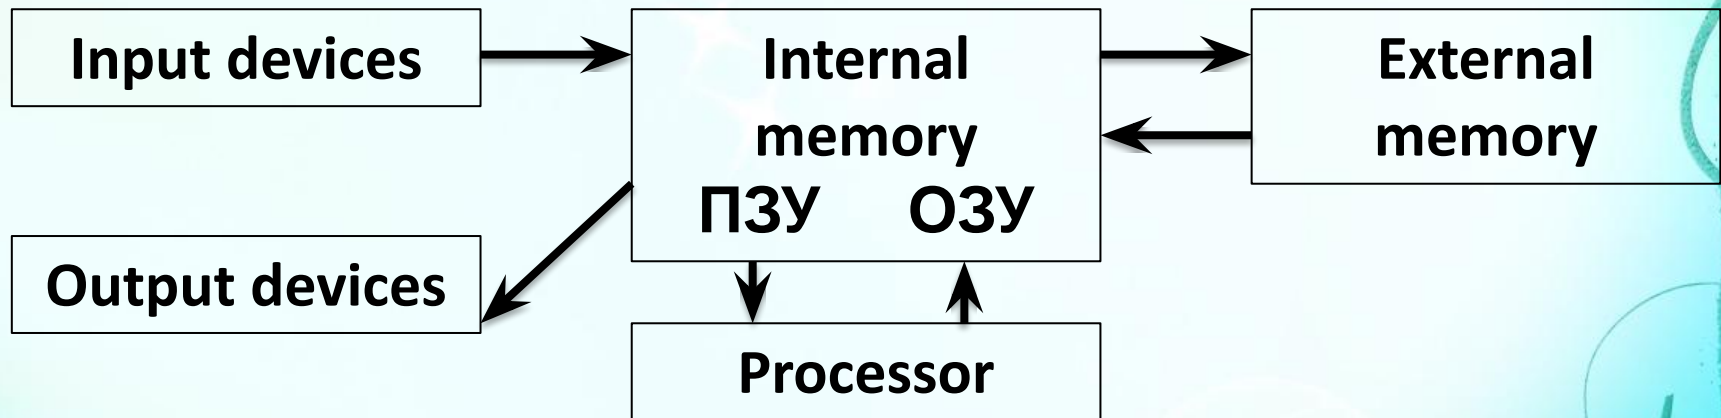 Input devices
Internal
memory
ПЗУ ОЗУ
External
memory
Output devices
Processor